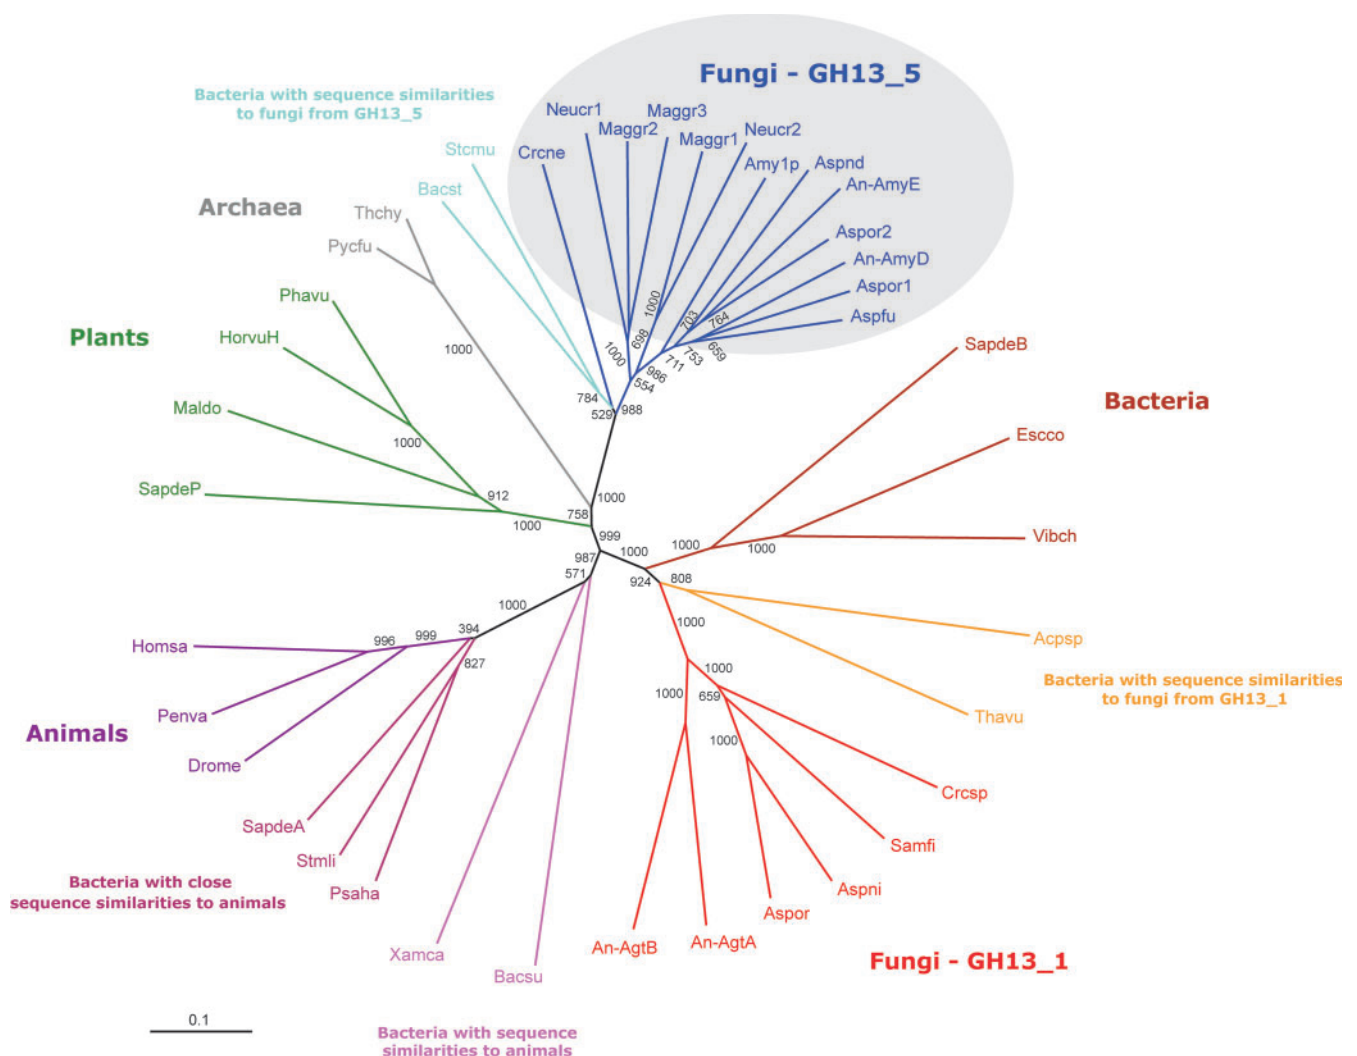 Fungi - GH13_5
Bacteria with sequence similarities
to fungi from GH13_5
Neucr1
Maggr3
Maggr2
Maggr1
Neucr2
Stcmu
Crcne
Amy1p
Aspnd
An-AmyE
Bacst
Archaea
Thchy
Pycfu
Aspor2
An-AmyD
Aspor1
Aspfu
Phavu
Plants
HorvuH
Maldo
SapdeP
1000
1000
698
1000
703
764
659
753
711
986
554
1000
784
529
988
SapdeB
Bacteria
Escco
Vibch
1000
912
1000
1000
758
999
987
571
1000
1000
1000
924
808
1000
1000
Homsa
996
999
394
827
Penva
Animals
Drome
Acpsp
Bacteria with sequence similarities
to fungi from GH13_1
Thavu
1000
1000
659
1000
SapdeA
Stmli
Psaha
Bacteria with close
sequence similarities to animals
Crcsp
Samfi
Aspni
Aspor
An-AgtA
An-AgtB
Fungi - GH13_1
Xamca
Bacsu
0.1
Bacteria with sequence
similarities to animals